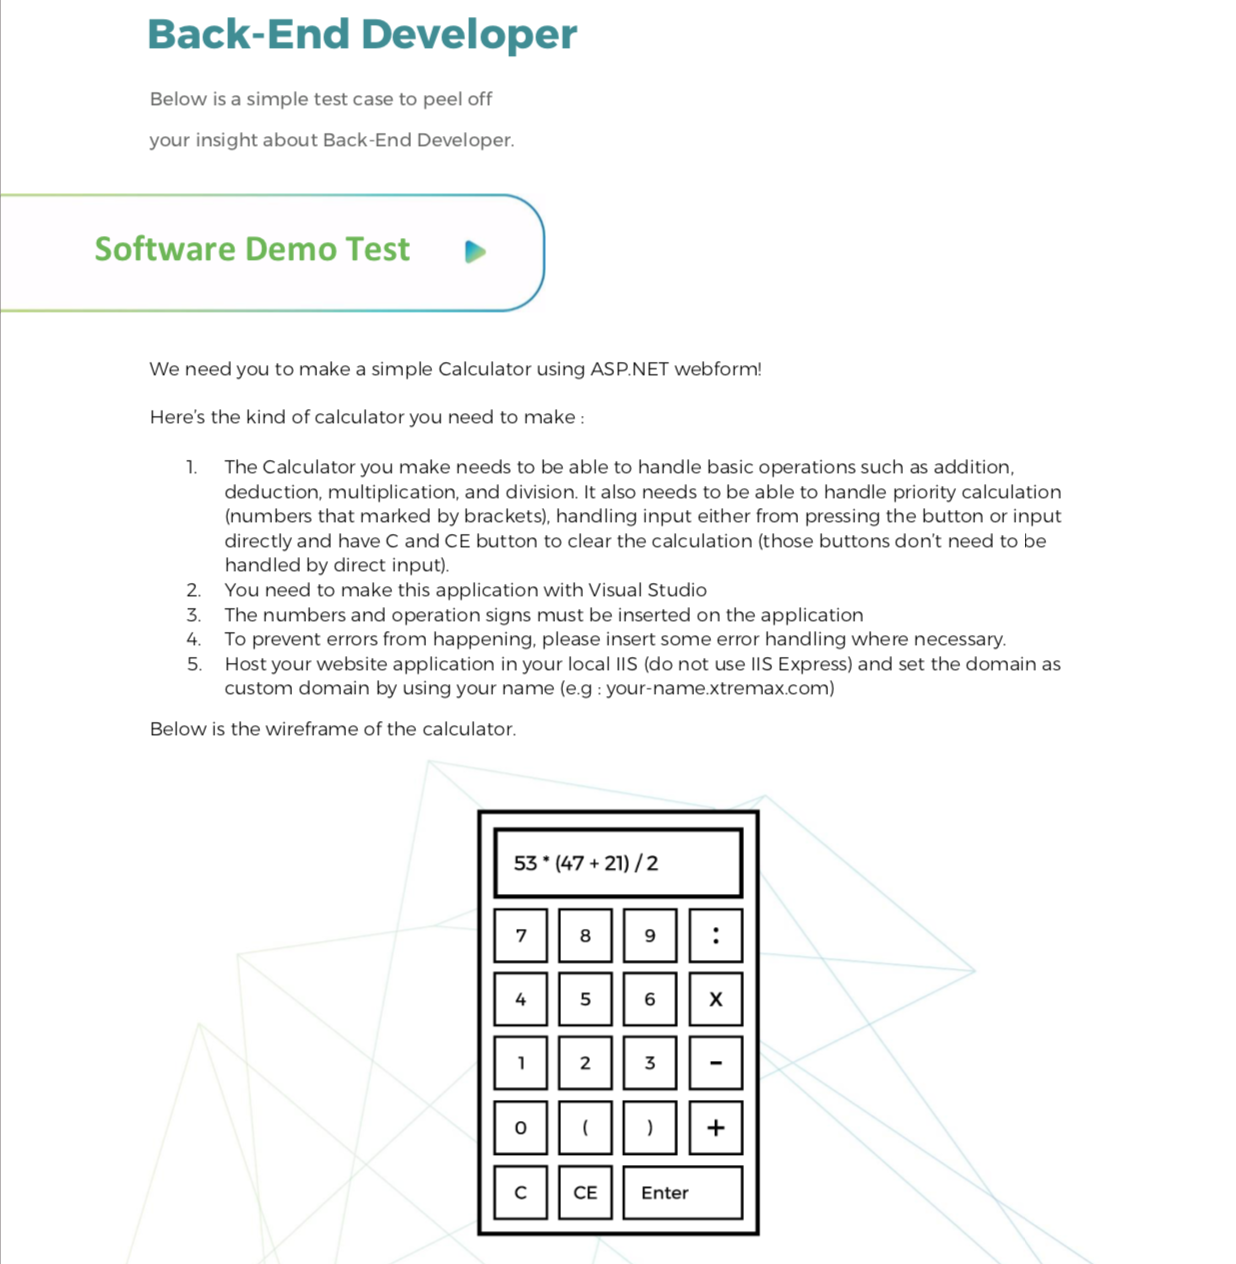 Back-End Developer
Below is a simple test case to peel off
your insight about Back-End Developer.
Software Demo Test
We need you to make a simple Calculator using ASP.NET webform!
Here's the kind of calculator you need to make :
1. The Calculator you make needs to be able to handle basic operations such as addition,
deduction, multiplication, and division. It also needs to be able to handle priority calculation
(numbers that marked by brackets), handling input either from pressing the button or input
directly and have C and CE button to clear the calculation (those buttons don't need to be
handled by direct input).
2. You need to make this application with Visual Studio
3. The numbers and operation signs must be inserted on the application
4. To prevent errors from happening, please insert some error handling where necessary.
5. Host your website application in your local IIS (do not use IIS Express) and set the domain as
custom domain by using your name (e.g : your-name.xtremax.com)
Below is the wireframe of the calculator.
53 * (47 + 21) / 2
7 8 9 :
4 5 6 X
1 2 3 -
0 ( ) +
C CE Enter